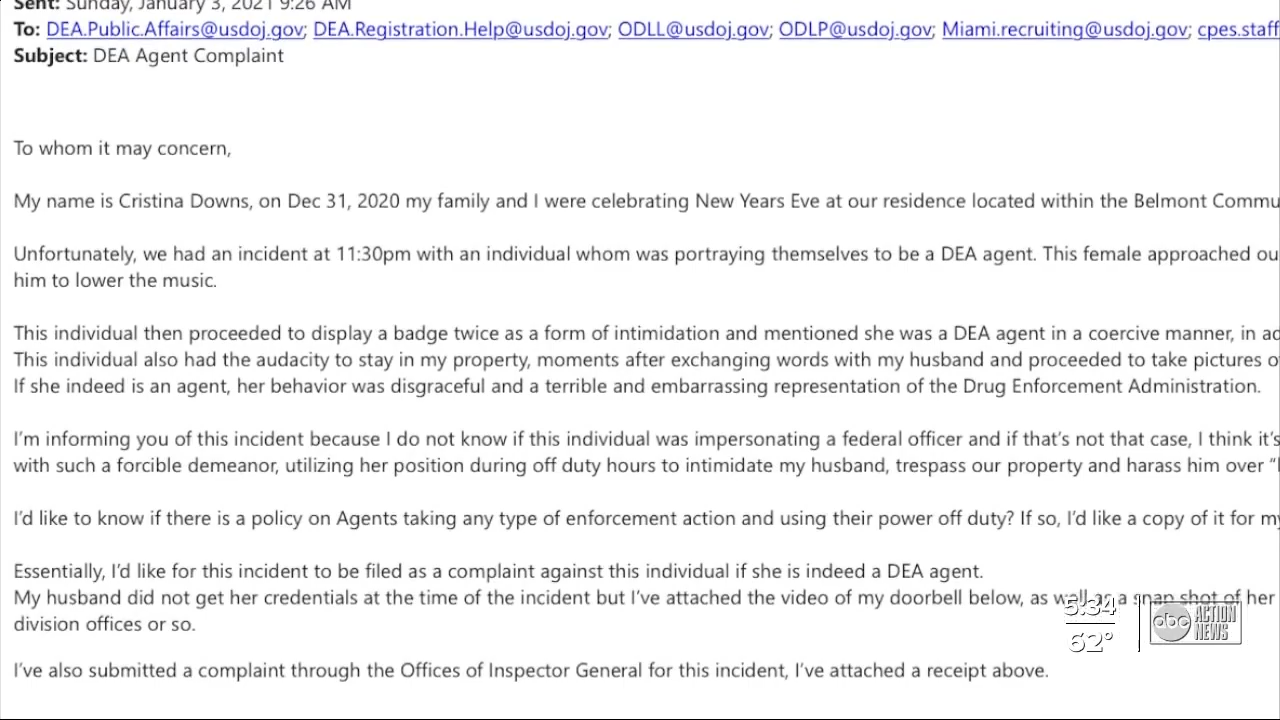 Sent: Sunday, January 3, 2021 9:26 AM
To: DEA.Public.Affairs@usdoj.gov; DEA.Registration.Help@usdoj.gov; ODLL@usdoj.gov; ODLP@usdoj.gov; Miami.recruiting@usdoj.gov; cpes.staff
Subject: DEA Agent Complaint
To whom it may concern,
My name is Cristina Downs, on Dec 31, 2020 my family and I were celebrating New Years Eve at our residence located within the Belmont Commu
Unfortunately, we had an incident at 11:30pm with an individual whom was portraying themselves to be a DEA agent. This female approached ou
him to lower the music.
This individual then proceeded to display a badge twice as a form of intimidation and mentioned she was a DEA agent in a coercive manner, in ad
This individual also had the audacity to stay in my property, moments after exchanging words with my husband and proceeded to take pictures o
If she indeed is an agent, her behavior was disgraceful and a terrible and embarrassing representation of the Drug Enforcement Administration.
I'm informing you of this incident because I do not know if this individual was impersonating a federal officer and if that's not that case, I think it's
with such a forcible demeanor, utilizing her position during off duty hours to intimidate my husband, trespass our property and harass him over "l
I'd like to know if there is a policy on Agents taking any type of enforcement action and using their power off duty? If so, I'd like a copy of it for my
Essentially, I'd like for this incident to be filed as a complaint against this individual if she is indeed a DEA agent.
My husband did not get her credentials at the time of the incident but I've attached the video of my doorbell below, as well as a snap shot of her
division offices or so.
I've also submitted a complaint through the Offices of Inspector General for this incident, I've attached a receipt above.
5:34
62°
abc ACTION NEWS